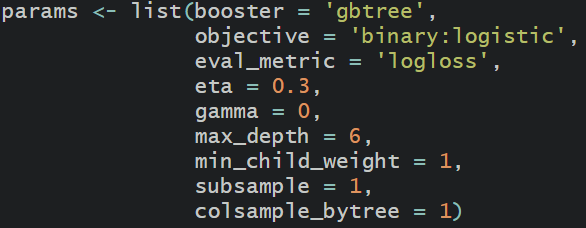 params <- list(booster = 'gbtree',
objective = 'binary:logistic',
eval_metric = 'logloss',
eta = 0.3,
gamma = 0,
max_depth = 6,
min_child_weight = 1,
subsample = 1,
colsample_bytree = 1)